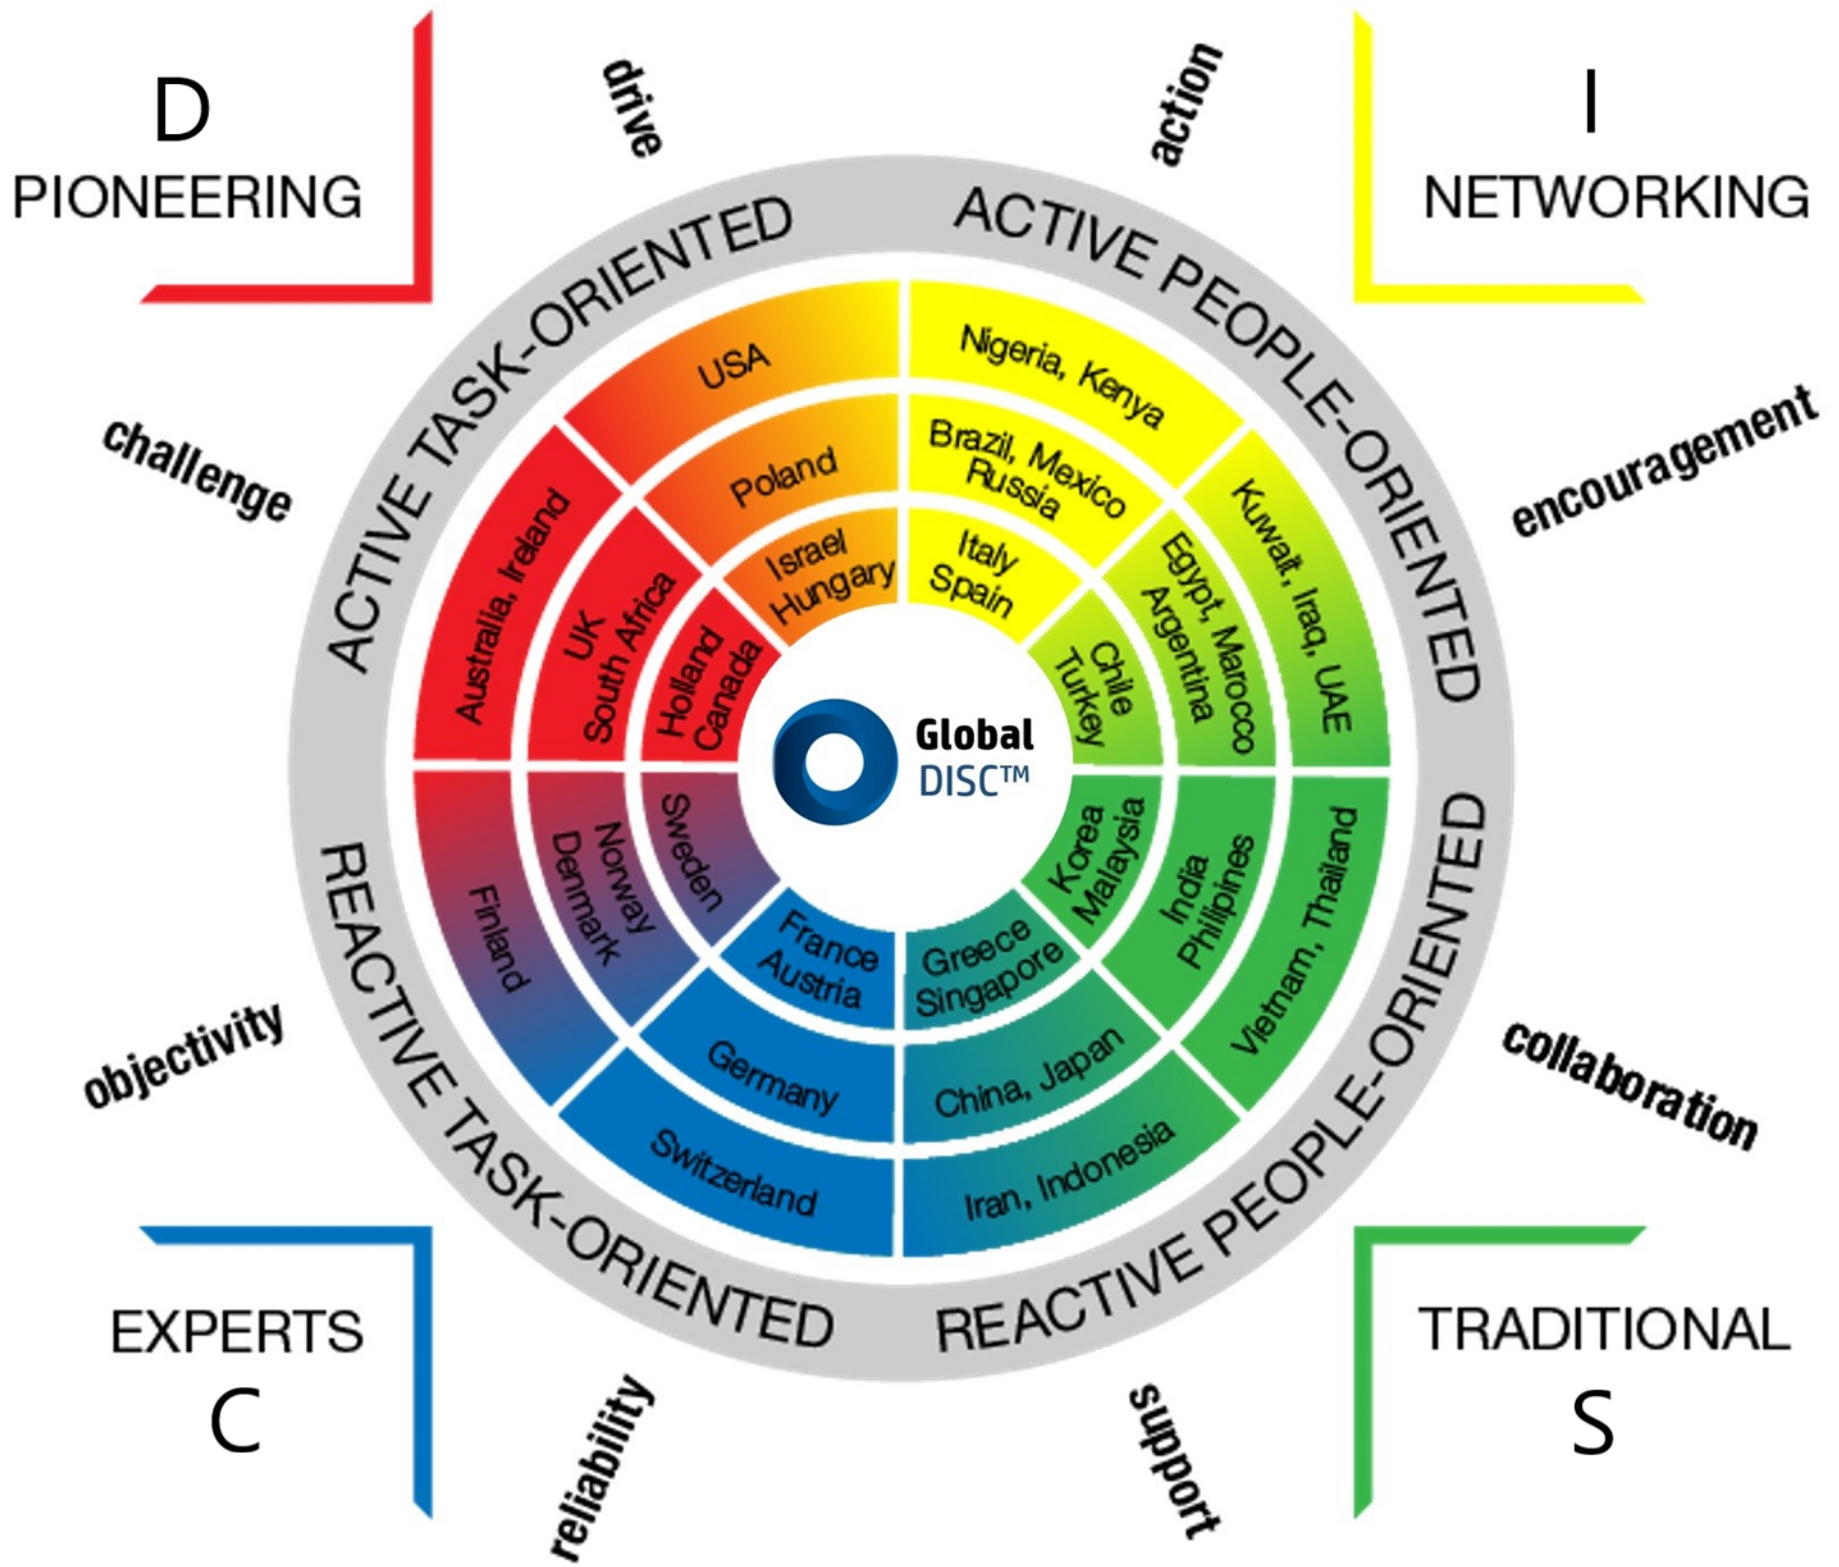 D
PIONEERING
drive
action
I
NETWORKING
challenge
encouragement
ACTIVE TASK-ORIENTED
ACTIVE PEOPLE-ORIENTED
USA
Poland
Israel
Hungary
Nigeria, Kenya
Brazil, Mexico
Russia
Italy
Spain
Australia, Ireland
UK
South Africa
Holland
Canada
Kuwait, Iraq, UAE
Egypt, Marocco
Argentina
Chile
Turkey
Global
DISC™
Finland
Norway
Denmark
Sweden
France
Austria
Germany
Switzerland
Greece
Singapore
China, Japan
Iran, Indonesia
Korea
Malaysia
India
Philipines
Vietnam, Thailand
REACTIVE TASK-ORIENTED
REACTIVE PEOPLE-ORIENTED
objectivity
collaboration
EXPERTS
C
reliability
support
TRADITIONAL
S